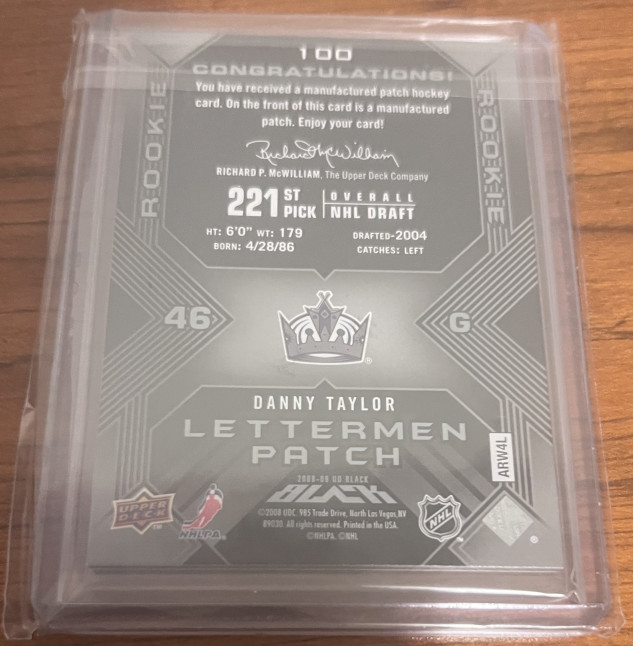 100
CONGRATULATIONS!
You have received a manufactured patch hockey
card. On the front of this card is a manufactured
patch. Enjoy your card!
Richard P. McWilliam
RICHARD P. McWILLIAM, The Upper Deck Company
221ST PICK OVERALL NHL DRAFT
HT: 6'0" WT: 179 DRAFTED-2004
BORN: 4/28/86 CATCHES: LEFT
ROOKIE
ROOKIE
46
G
DANNY TAYLOR
LETTERMEN
PATCH
ARW4L
2008-09 UD BLACK
BLACK
UPPER DECK
NHLPA
©2008 UDC. 985 Trade Drive, North Las Vegas, NV
89030. All rights reserved. Printed in the USA.
©NHLPA. ©NHL
NHL